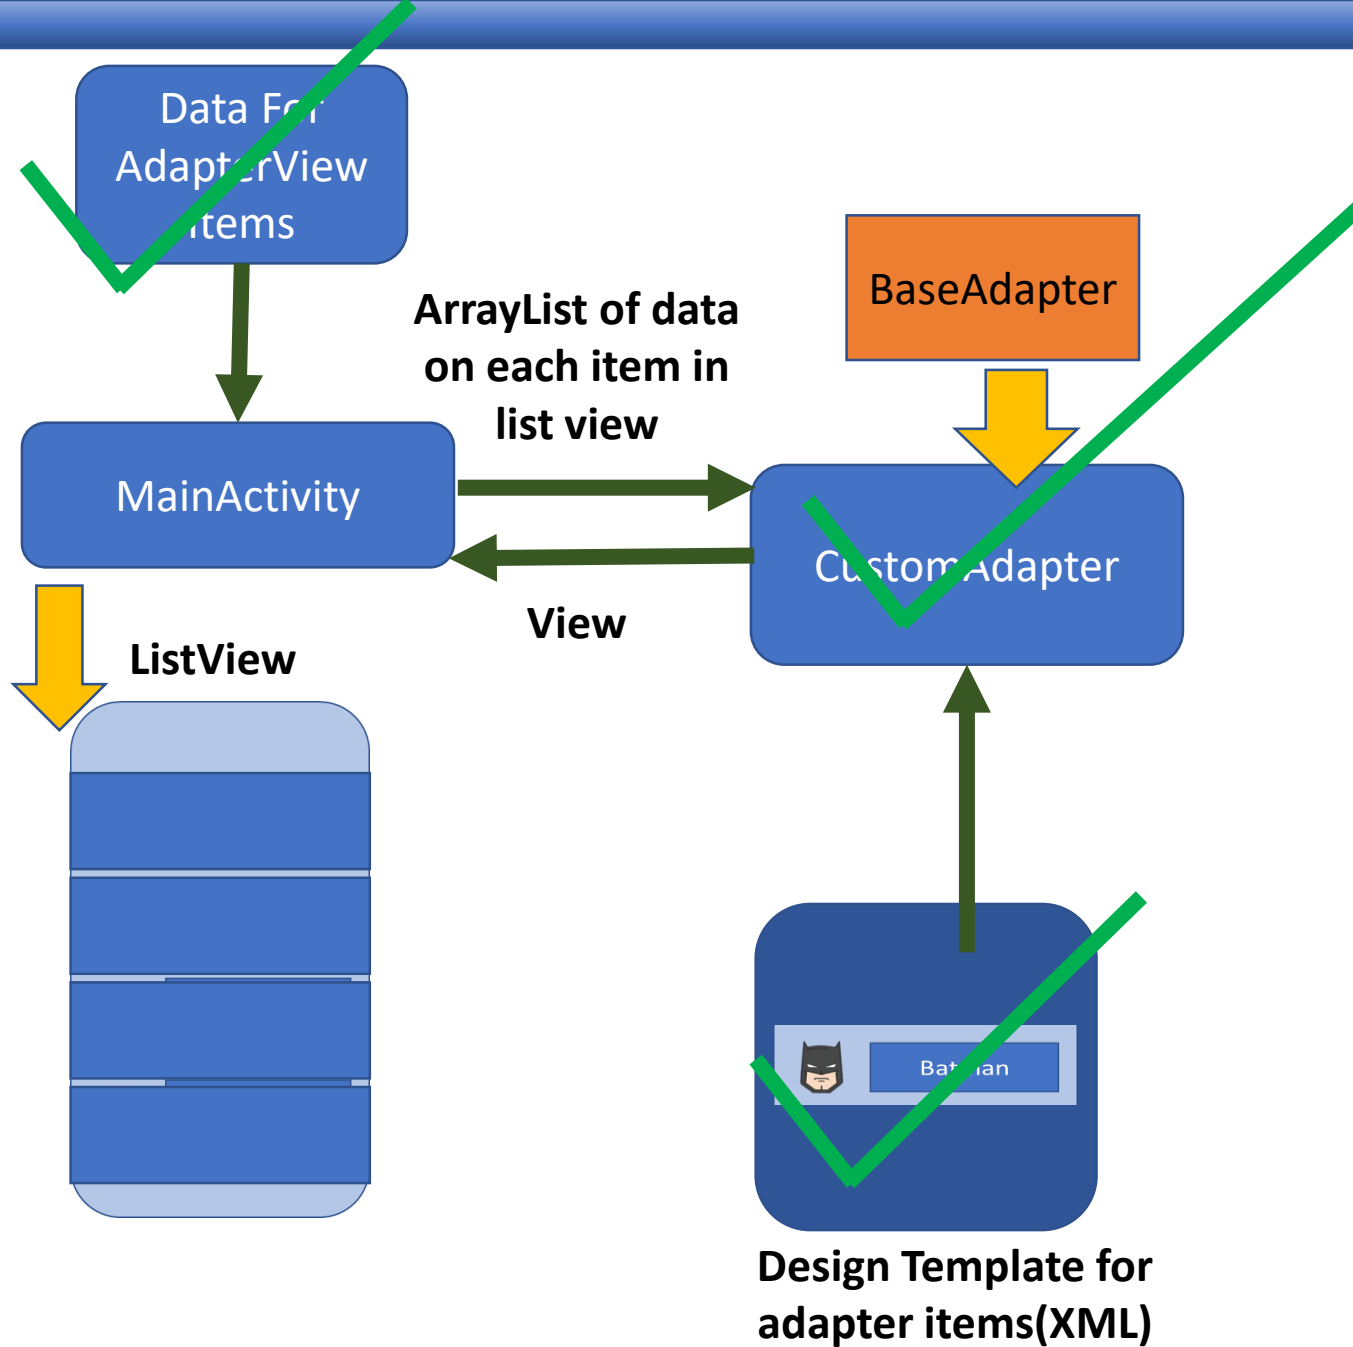 Data For
AdapterView
Items
ArrayList of data
on each item in
list view
BaseAdapter
MainActivity
CustomAdapter
View
ListView
Batman
Design Template for
adapter items(XML)